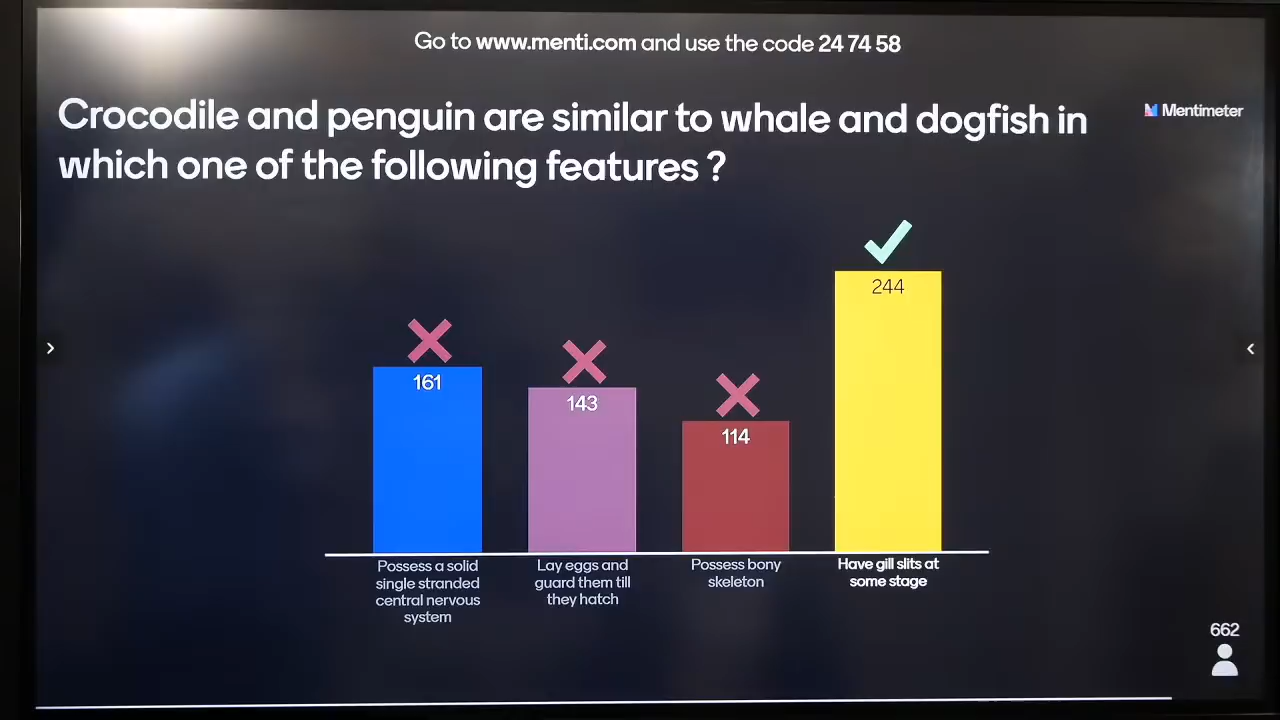 Go to www.menti.com and use the code 24 74 58
Crocodile and penguin are similar to whale and dogfish in
which one of the following features ?
Mentimeter
244
161
143
114
Possess a solid
single stranded
central nervous
system
Lay eggs and
guard them till
they hatch
Possess bony
skeleton
Have gill slits at
some stage
662